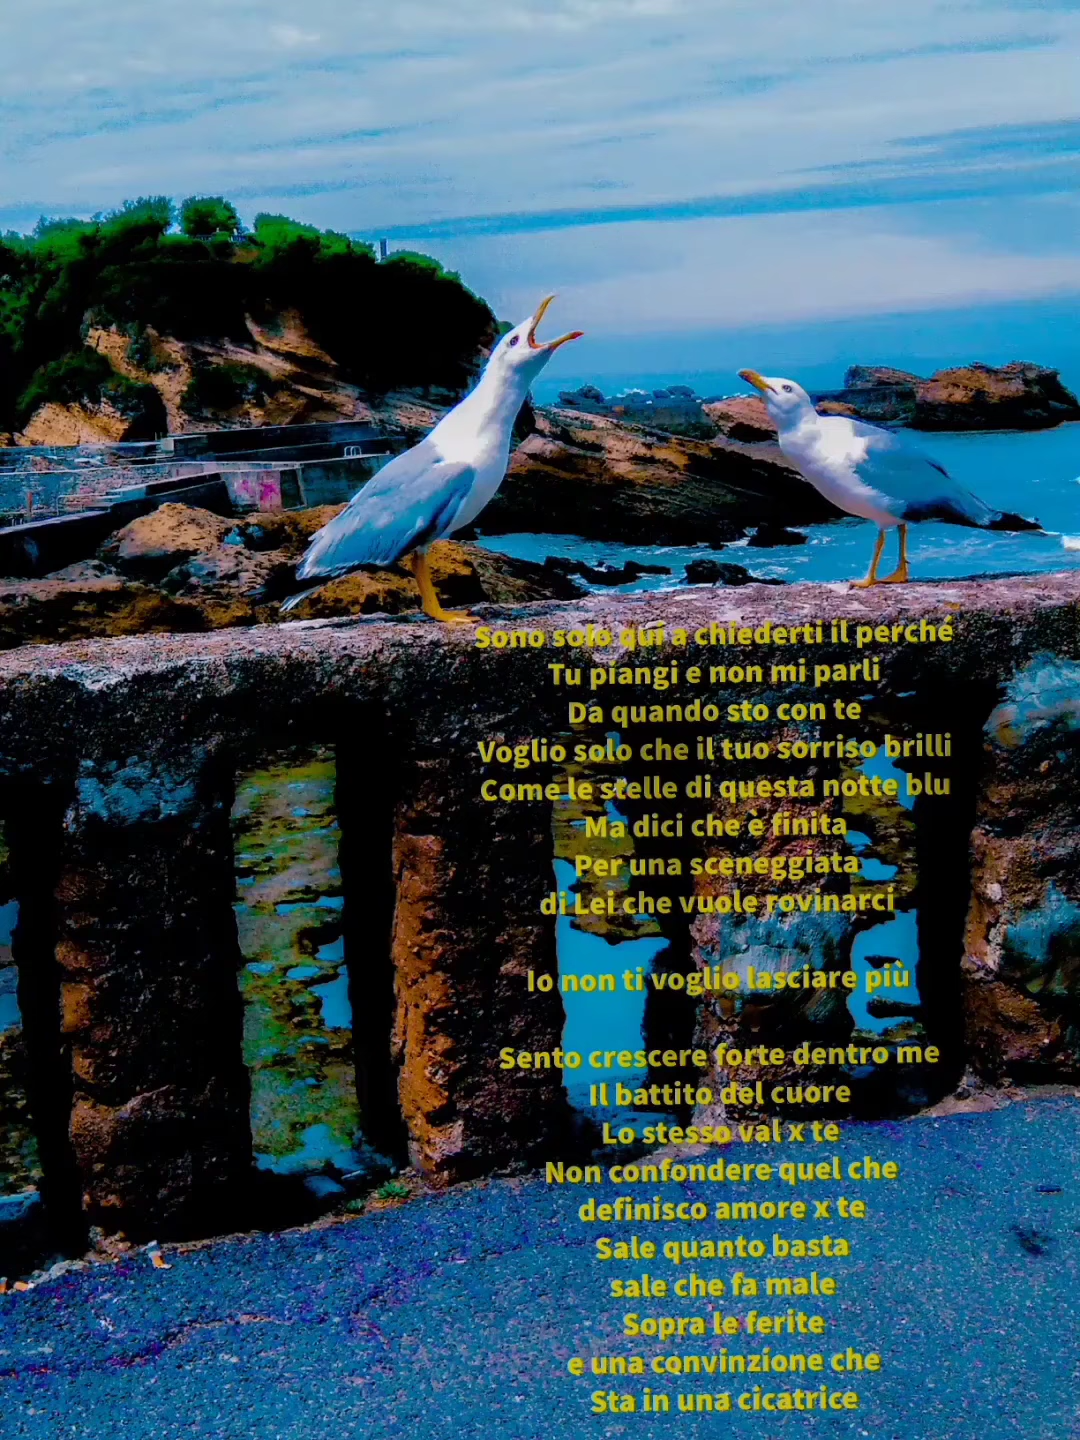 Sono solo qui a chiederti il perché
Tu piangi e non mi parli
Da quando sto con te
Voglio solo che il tuo sorriso brilli
Come le stelle di questa notte blu
Ma dici che è finita
Per una sceneggiata
di Lei che vuole rovinarci
Io non ti voglio lasciare più
Sento crescere forte dentro me
Il battito del cuore
Lo stesso val x te
Non confondere quel che
definisco amore x te
Sale quanto basta
sale che fa male
Sopra le ferite
e una convinzione che
Sta in una cicatrice